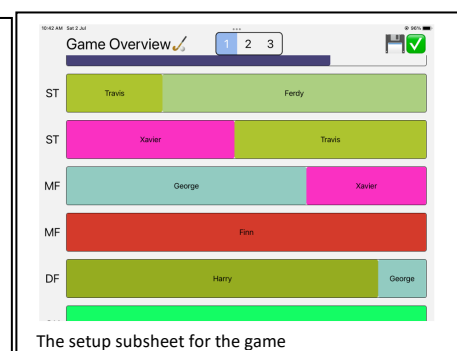 10:42 AM Sat 2 Jul
96%
Game Overview
1 2 3
ST Travis Ferdy
ST Xavier Travis
MF George Xavier
MF Finn
DF Harry George
The setup subsheet for the game